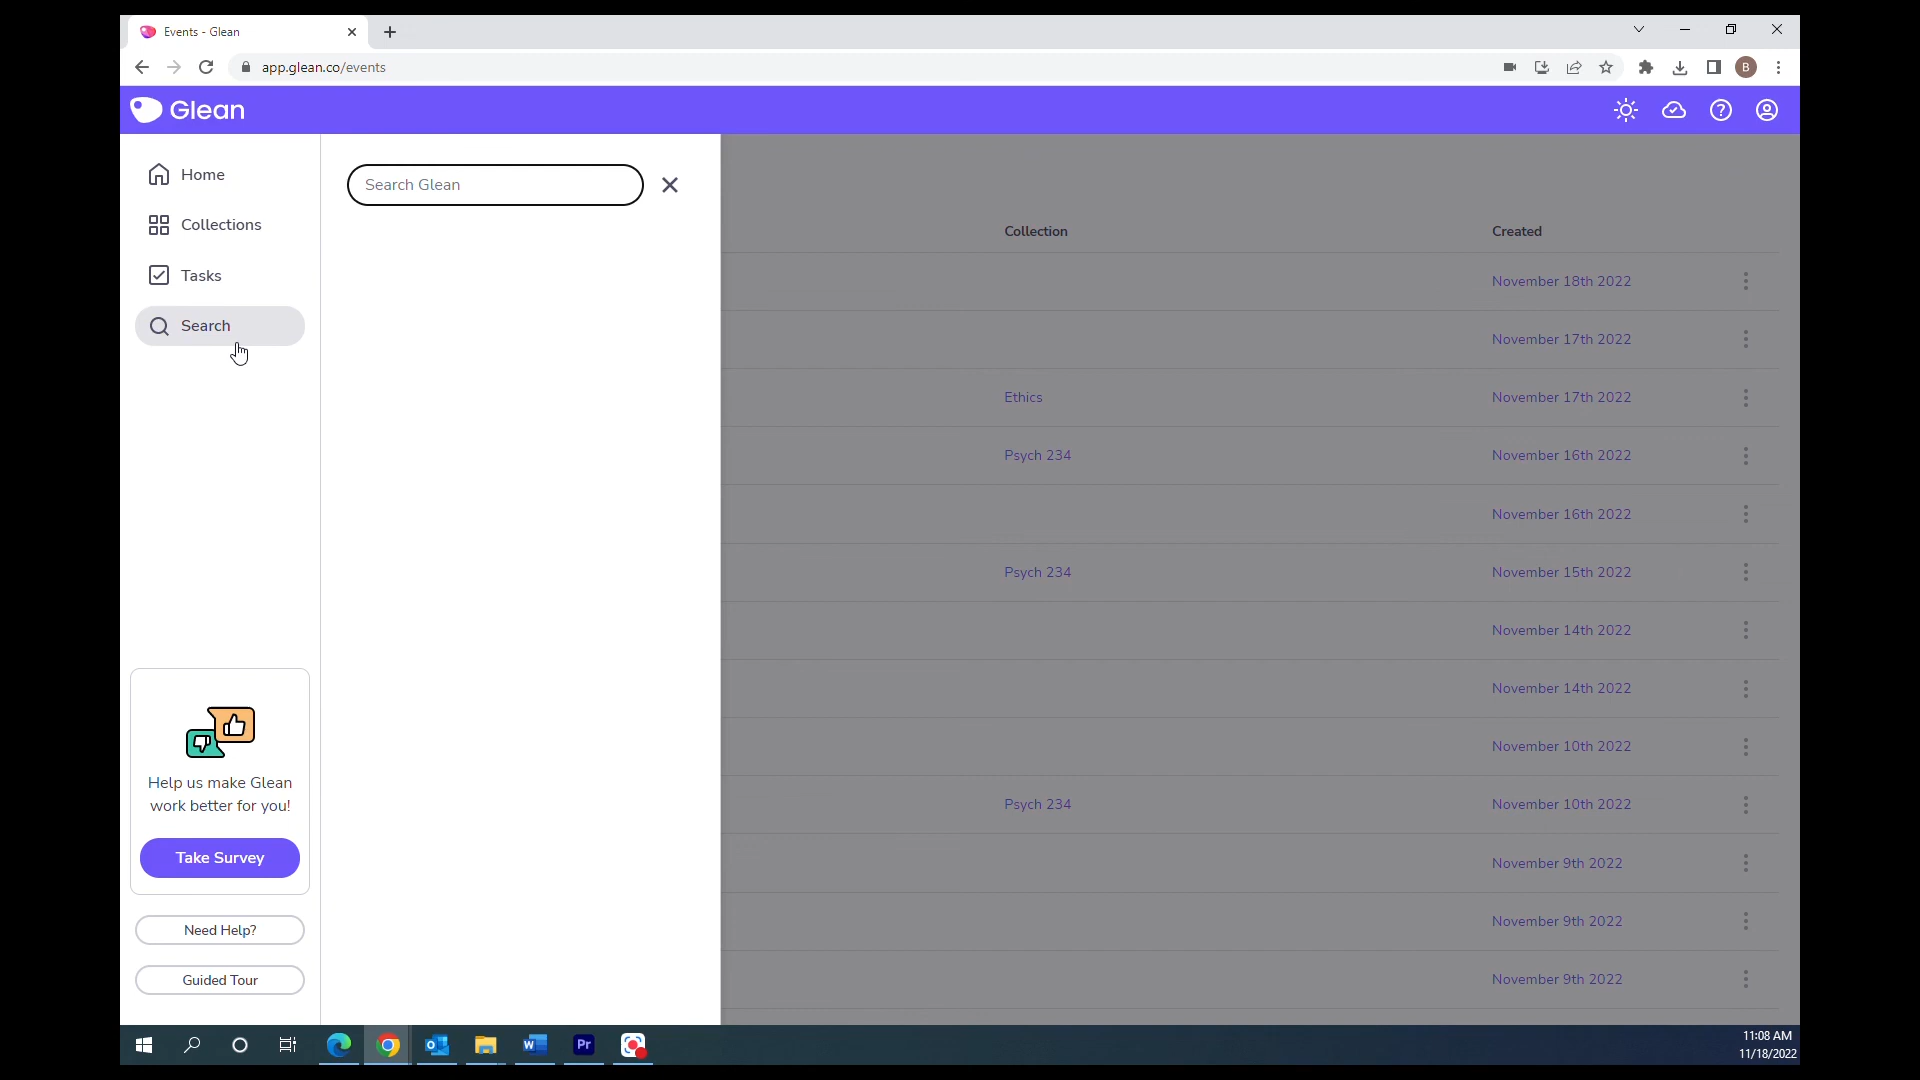 Events - Glean
app.glean.co/events
B
Glean
Home
Collections
Tasks
Search
Search Glean
Collection Created
November 18th 2022
November 17th 2022
Ethics November 17th 2022
Psych 234 November 16th 2022
November 16th 2022
Psych 234 November 15th 2022
November 14th 2022
November 14th 2022
November 10th 2022
Psych 234 November 10th 2022
November 9th 2022
November 9th 2022
November 9th 2022
Help us make Glean
work better for you!
Take Survey
Need Help?
Guided Tour
Pr
11:08 AM
11/18/2022